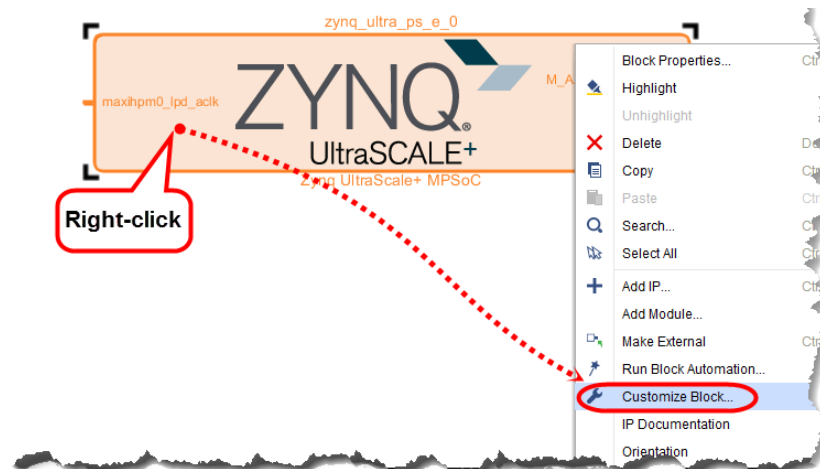 zynq_ultra_ps_e_0
maxihpm0_lpd_aclk
ZYNQ®
UltraSCALE+
M_A
Zynq UltraScale+ MPSoC
Right-click
Block Properties...
Highlight
Unhighlight
Delete
Copy
Paste
Search...
Select All
Add IP...
Add Module...
Make External
Run Block Automation...
Customize Block...
IP Documentation
Orientation